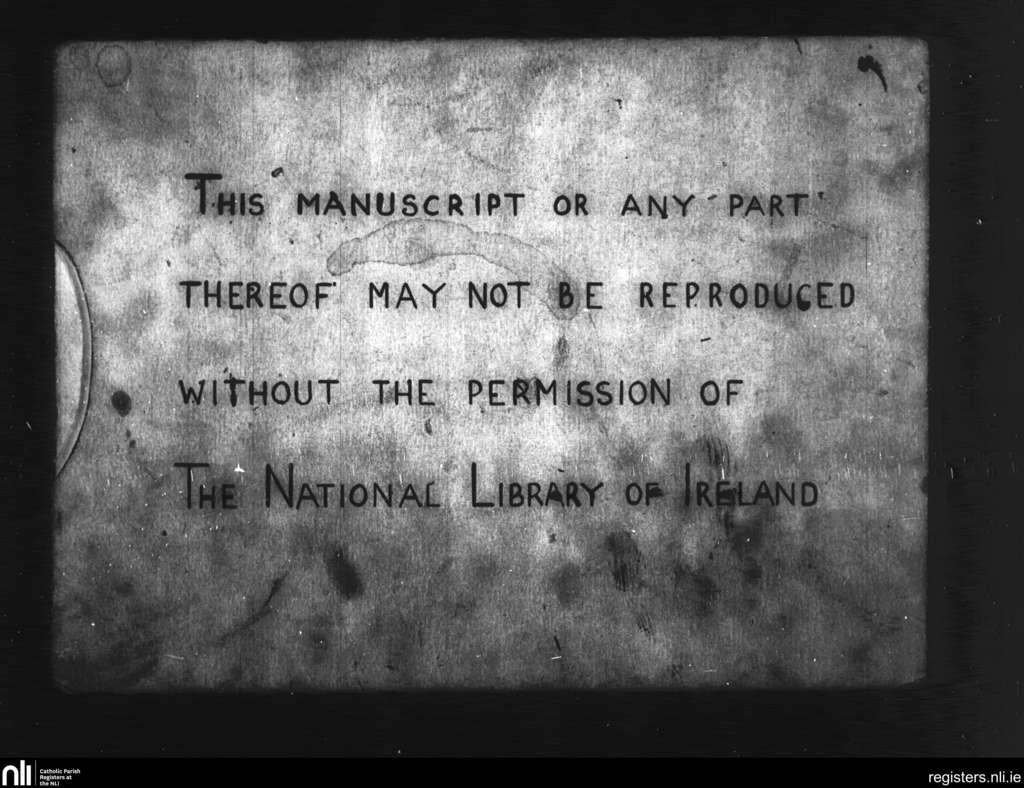 THIS MANUSCRIPT OR ANY PART
THEREOF MAY NOT BE REPRODUCED
WITHOUT THE PERMISSION OF
THE NATIONAL LIBRARY OF IRELAND
nli
Catholic Parish
Registers at
the NLI
registers.nli.ie